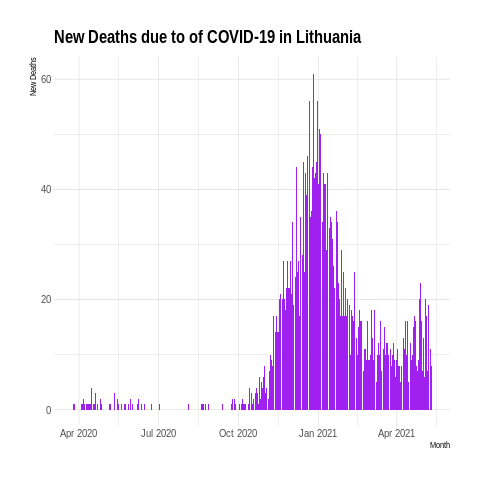 New Deaths due to of COVID-19 in Lithuania
New Deaths
60
40
20
0
Apr 2020 Jul 2020 Oct 2020 Jan 2021 Apr 2021
Month